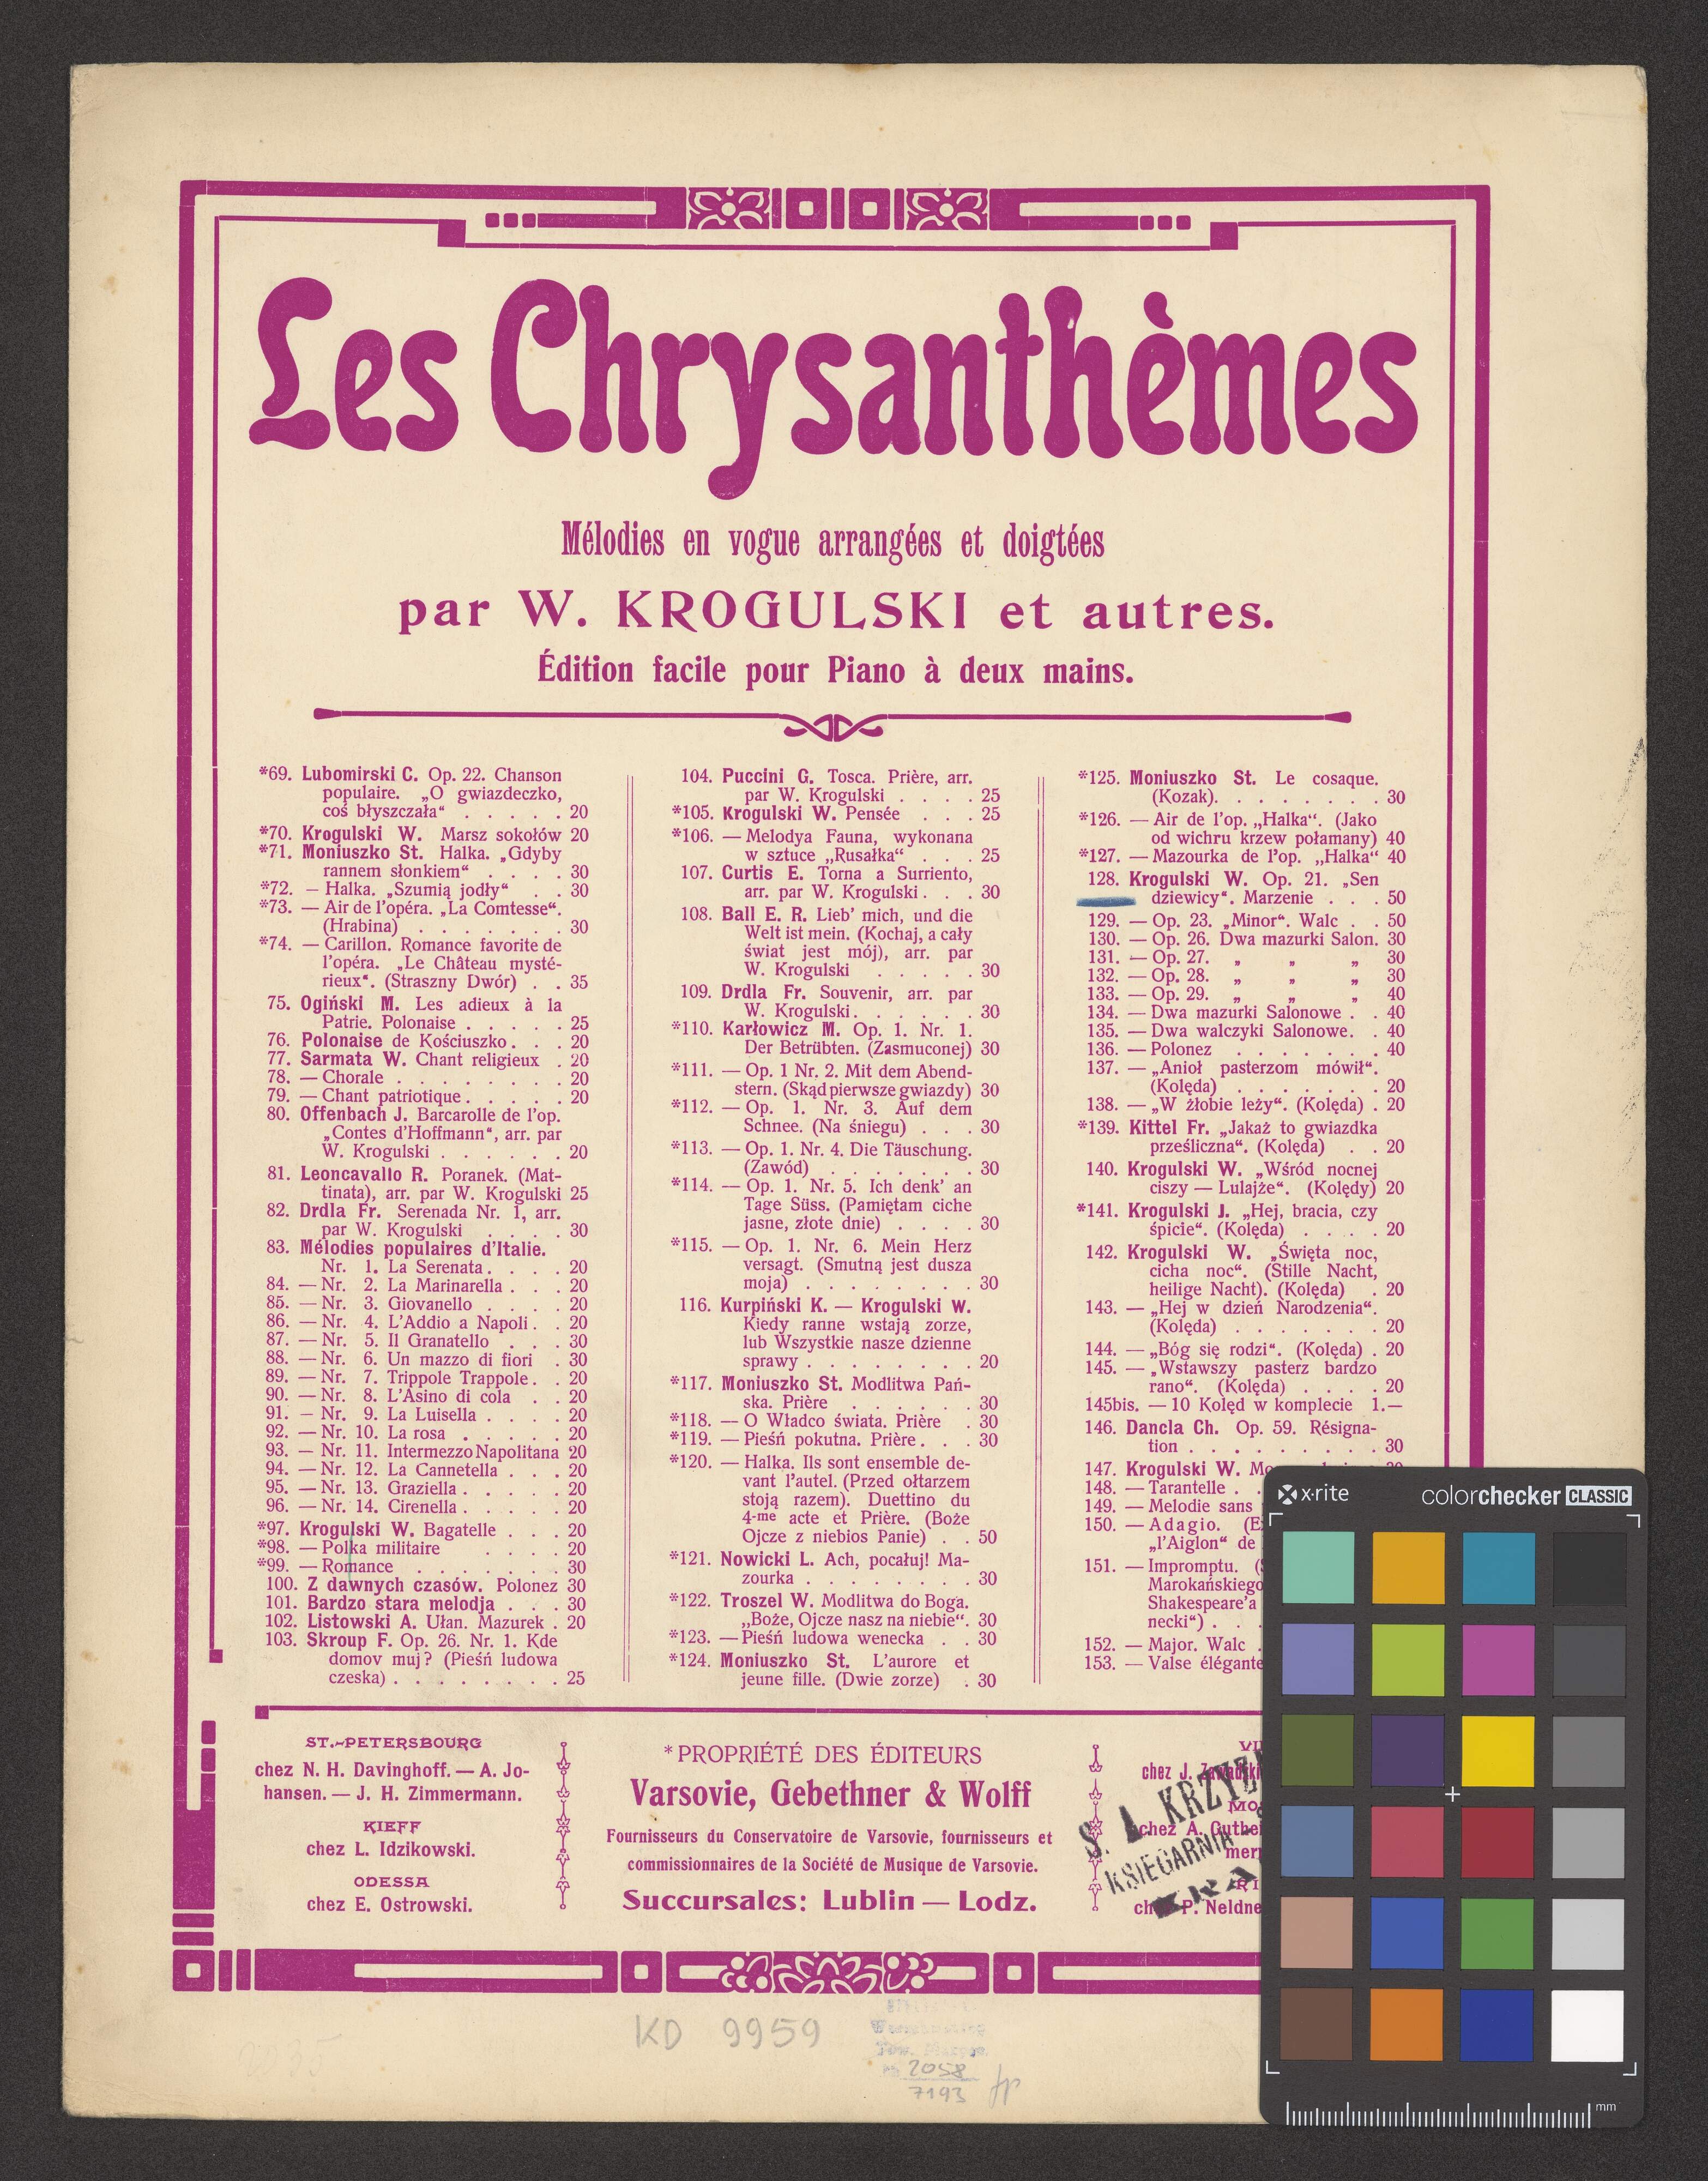 Les Chrysanthèmes
Mélodies en vogue arrangées et doigtées
par W. KROGULSKI et autres.
Édition facile pour Piano à deux mains.
*69. Lubomirski C. Op. 22. Chanson
populaire. „O gwiazdeczko,
coś błyszczała“ . . . . . 20
*70. Krogulski W. Marsz sokołów 20
*71. Moniuszko St. Halka. „Gdyby
rannem słonkiem“ . . . . 30
*72. — Halka. „Szumią jodły“ . . 30
*73. — Air de l'opéra. „La Comtesse“.
(Hrabina) . . . . . . . 30
*74. — Carillon. Romance favorite de
l'opéra. „Le Château mysté-
rieux“. (Straszny Dwór) . . 35
75. Ogiński M. Les adieux à la
Patrie. Polonaise . . . . . 25
76. Polonaise de Kościuszko . . . 20
77. Sarmata W. Chant religieux . 20
78. — Chorale . . . . . . . . 20
79. — Chant patriotique . . . . . 20
80. Offenbach J. Barcarolle de l'op.
„Contes d'Hoffmann“, arr. par
W. Krogulski . . . . . . 20
81. Leoncavallo R. Poranek. (Mat-
tinata), arr. par W. Krogulski 25
82. Drdla Fr. Serenada Nr. 1, arr.
par W. Krogulski . . . . 30
83. Mélodies populaires d'Italie.
Nr. 1. La Serenata . . . . 20
84. — Nr. 2. La Marinarella . . . 20
85. — Nr. 3. Giovanello . . . . 20
86. — Nr. 4. L'Addio a Napoli . . 20
87. — Nr. 5. Il Granatello . . . 30
88. — Nr. 6. Un mazzo di fiori . 30
89. — Nr. 7. Trippole Trappole . . 20
90. — Nr. 8. L'Asino di cola . . 20
91. — Nr. 9. La Luisella . . . . 20
92. — Nr. 10. La rosa . . . . . 20
93. — Nr. 11. Intermezzo Napolitana 20
94. — Nr. 12. La Cannetella . . . 20
95. — Nr. 13. Graziella . . . . . 20
96. — Nr. 14. Cirenella . . . . . 20
*97. Krogulski W. Bagatelle . . . 20
*98. — Polka militaire . . . . 20
*99. — Romance . . . . . . . 30
100. Z dawnych czasów. Polonez 30
101. Bardzo stara melodja . . . 30
102. Listowski A. Ułan. Mazurek . 20
103. Skroup F. Op. 26. Nr. 1. Kde
domov muj? (Pieśń ludowa
czeska) . . . . . . . . 25
104. Puccini G. Tosca. Prière, arr.
par W. Krogulski . . . . 25
*105. Krogulski W. Pensée . . . 25
*106. — Melodya Fauna, wykonana
w sztuce „Rusałka“ . . . 25
107. Curtis E. Torna a Surriento,
arr. par W. Krogulski . . . 30
108. Ball E. R. Lieb' mich, und die
Welt ist mein. (Kochaj, a cały
świat jest mój), arr. par
W. Krogulski . . . . . 30
109. Drdla Fr. Souvenir, arr. par
W. Krogulski . . . . . . 30
*110. Karłowicz M. Op. 1. Nr. 1.
Der Betrübten. (Zasmuconej) 30
*111. — Op. 1 Nr. 2. Mit dem Abend-
stern. (Skąd pierwsze gwiazdy) 30
*112. — Op. 1. Nr. 3. Auf dem
Schnee. (Na śniegu) . . . 30
*113. — Op. 1. Nr. 4. Die Täuschung.
(Zawód) . . . . . . . 30
*114. — Op. 1. Nr. 5. Ich denk' an
Tage Süss. (Pamiętam ciche
jasne, złote dnie) . . . . 30
*115. — Op. 1. Nr. 6. Mein Herz
versagt. (Smutną jest dusza
moja) . . . . . . . . 30
116. Kurpiński K. — Krogulski W.
Kiedy ranne wstają zorze,
lub Wszystkie nasze dzienne
sprawy . . . . . . . . 20
*117. Moniuszko St. Modlitwa Pań-
ska. Prière . . . . . . 30
*118. — O Władco świata. Prière . 30
*119. — Pieśń pokutna. Prière . . . 30
*120. — Halka. Ils sont ensemble de-
vant l'autel. (Przed ołtarzem
stoją razem). Duettino du
4-me acte et Prière. (Boże
Ojcze z niebios Panie) . . 50
*121. Nowicki L. Ach, pocałuj! Ma-
zourka . . . . . . . . 30
*122. Troszel W. Modlitwa do Boga.
„Boże, Ojcze nasz na niebie“. 30
*123. — Pieśń ludowa wenecka . . 30
*124. Moniuszko St. L'aurore et
jeune fille. (Dwie zorze) . 30
*125. Moniuszko St. Le cosaque.
(Kozak). . . . . . . . 30
*126. — Air de l'op. „Halka“. (Jako
od wichru krzew połamany) 40
*127. — Mazourka de l'op. „Halka“ 40
128. Krogulski W. Op. 21. „Sen
dziewicy“. Marzenie . . . 50
129. — Op. 23. „Minor“. Walc . . 50
130. — Op. 26. Dwa mazurki Salon. 30
131. — Op. 27. „ „ „ 30
132. — Op. 28. „ „ „ 30
133. — Op. 29. „ „ „ 40
134. — Dwa mazurki Salonowe . . 40
135. — Dwa walczyki Salonowe. . 40
136. — Polonez . . . . . . . 40
137. — „Anioł pasterzom mówił“.
(Kolęda) . . . . . . . 20
138. — „W żłobie leży“. (Kolęda) . 20
*139. Kittel Fr. „Jakaż to gwiazdka
prześliczna“. (Kolęda) . . 20
140. Krogulski W. „Wśród nocnej
ciszy — Lulajże“. (Kolędy) 20
*141. Krogulski J. „Hej, bracia, czy
śpicie“. (Kolęda) . . . . 20
142. Krogulski W. „Święta noc,
cicha noc“. (Stille Nacht,
heilige Nacht). (Kolęda) . 20
143. — „Hej w dzień Narodzenia“.
(Kolęda) . . . . . . . 20
144. — „Bóg się rodzi“. (Kolęda) . 20
145. — „Wstawszy pasterz bardzo
rano“. (Kolęda) . . . . 20
145bis. — 10 Kolęd w komplecie 1.—
146. Dancla Ch. Op. 59. Résigna-
tion . . . . . . . . . 30
147. Krogulski W.
148. — Tarantelle . .
149. — Melodie sans
150. — Adagio.
„l'Aiglon“ de
151. — Impromptu.
Marokańskiego
Shakespeare'a
necki“) . . .
152. — Major. Walc .
153. — Valse élégante
ST.-PETERSBOURG
chez N. H. Davinghoff. — A. Jo-
hansen. — J. H. Zimmermann.
KIEFF
chez L. Idzikowski.
ODESSA
chez E. Ostrowski.
*PROPRIÉTÉ DES ÉDITEURS
Varsovie, Gebethner & Wolff
Fournisseurs du Conservatoire de Varsovie, fournisseurs et
commissionnaires de la Société de Musique de Varsovie.
Succursales: Lublin — Lodz.
chez J.
chez A.
P. Neldne
S. A. KRZYŻA
KSIĘGARNIA
KRA
KD 9959
2058
7193
x-rite
colorchecker CLASSIC
mm